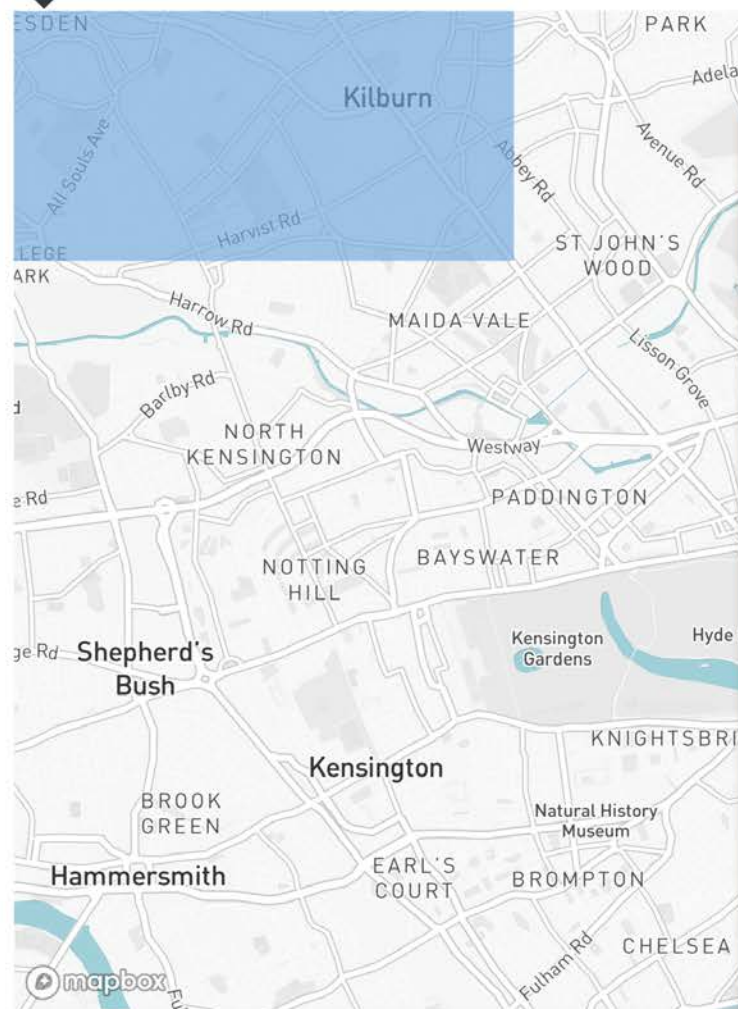 ESDEN
PARK
Kilburn
Adela
All Souls Ave
Abbey Rd
Avenue Rd
Harvist Rd
ST JOHN'S
WOOD
LLEGE
ARK
Harrow Rd
MAIDA VALE
Lisson Grove
Barlby Rd
d
NORTH
KENSINGTON
Westway
e Rd
PADDINGTON
NOTTING
HILL
BAYSWATER
Kensington
Gardens
Hyde
ge Rd
Shepherd's
Bush
KNIGHTSBRI
Kensington
BROOK
GREEN
Natural History
Museum
Hammersmith
EARL'S
COURT
BROMPTON
Fulham Rd
CHELSEA
mapbox
Fu